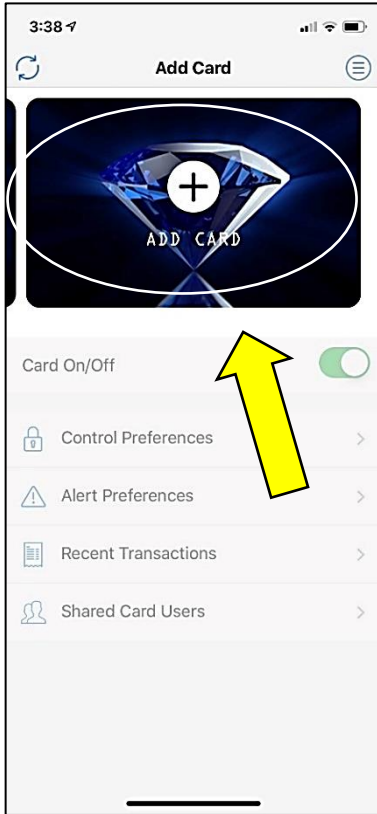 3:38
Add Card
ADD CARD
Card On/Off
Control Preferences
Alert Preferences
Recent Transactions
Shared Card Users